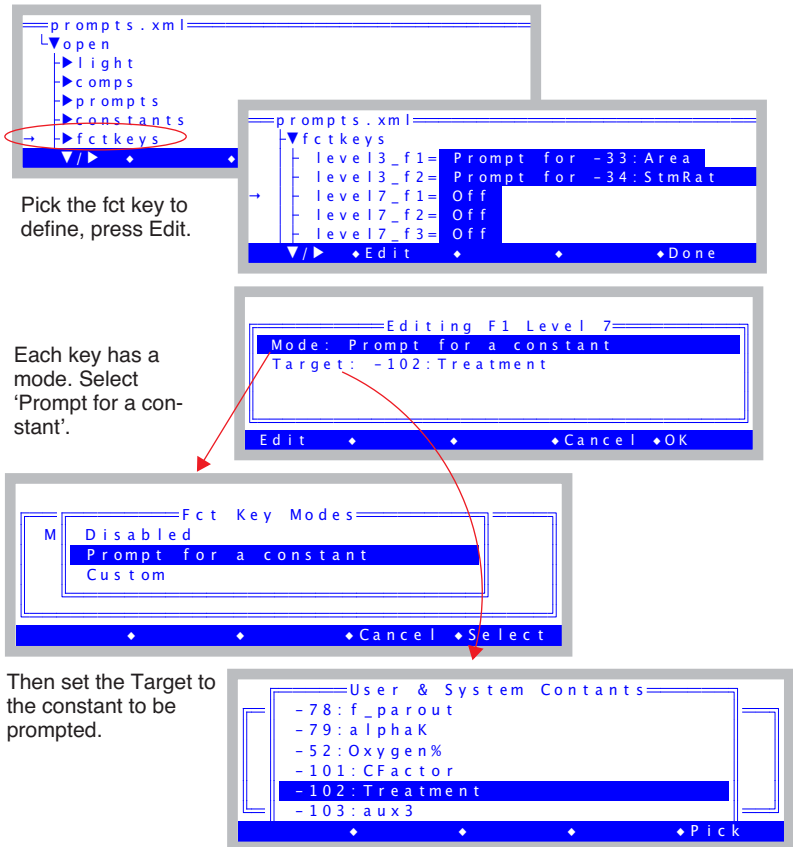 prompts.xml
▼open
▶light
▶comps
▶prompts
▶constants
→ ▶fctkeys
▼/▶ ◆ ◆
Pick the fct key to
define, press Edit.
prompts.xml
▼fctkeys
level3_f1= Prompt for -33:Area
level3_f2= Prompt for -34:StmRat
→ level7_f1= Off
level7_f2= Off
level7_f3= Off
▼/▶ ◆Edit ◆ ◆ ◆Done
Each key has a
mode. Select
‘Prompt for a con-
stant’.
Editing F1 Level 7
Mode: Prompt for a constant
Target: -102:Treatment
Edit ◆ ◆ ◆Cancel ◆OK
Fct Key Modes
M Disabled
Prompt for a constant
Custom
◆ ◆ ◆Cancel ◆Select
Then set the Target to
the constant to be
prompted.
User & System Contants
-78:f_parout
-79:alphaK
-52:Oxygen%
-101:CFactor
-102:Treatment
-103:aux3
◆ ◆ ◆ ◆Pick